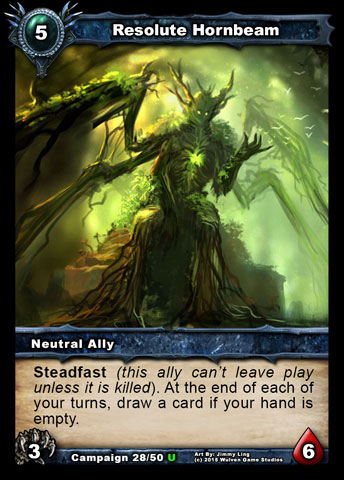 5
Resolute Hornbeam
Neutral Ally
Steadfast (this ally can't leave play
unless it is killed). At the end of each of
your turns, draw a card if your hand is
empty.
3
Campaign 28/50 U
Art By: Jimmy Ling
(c) 2015 Wulven Game Studios
6